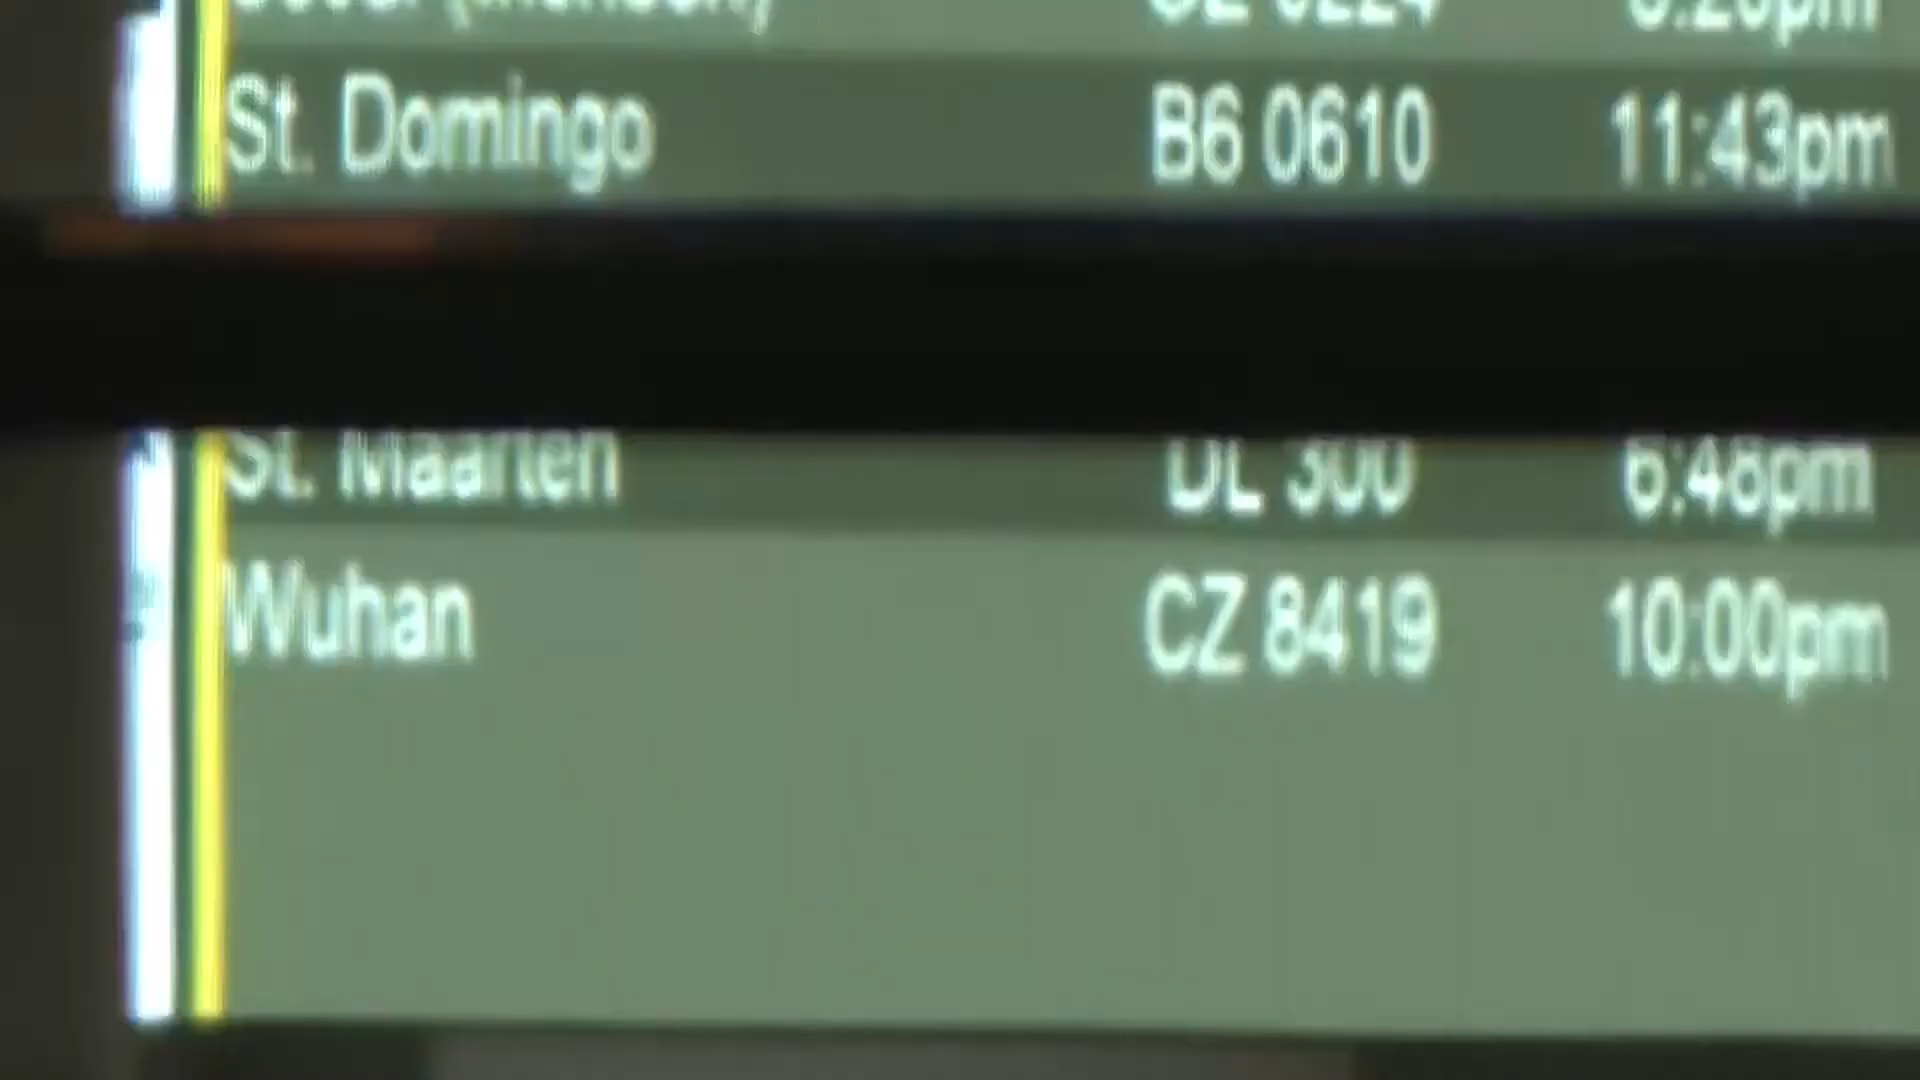 St. Domingo B6 0610 11:43pm
St. Maarten DL 300 6:48pm
Wuhan CZ 8419 10:00pm